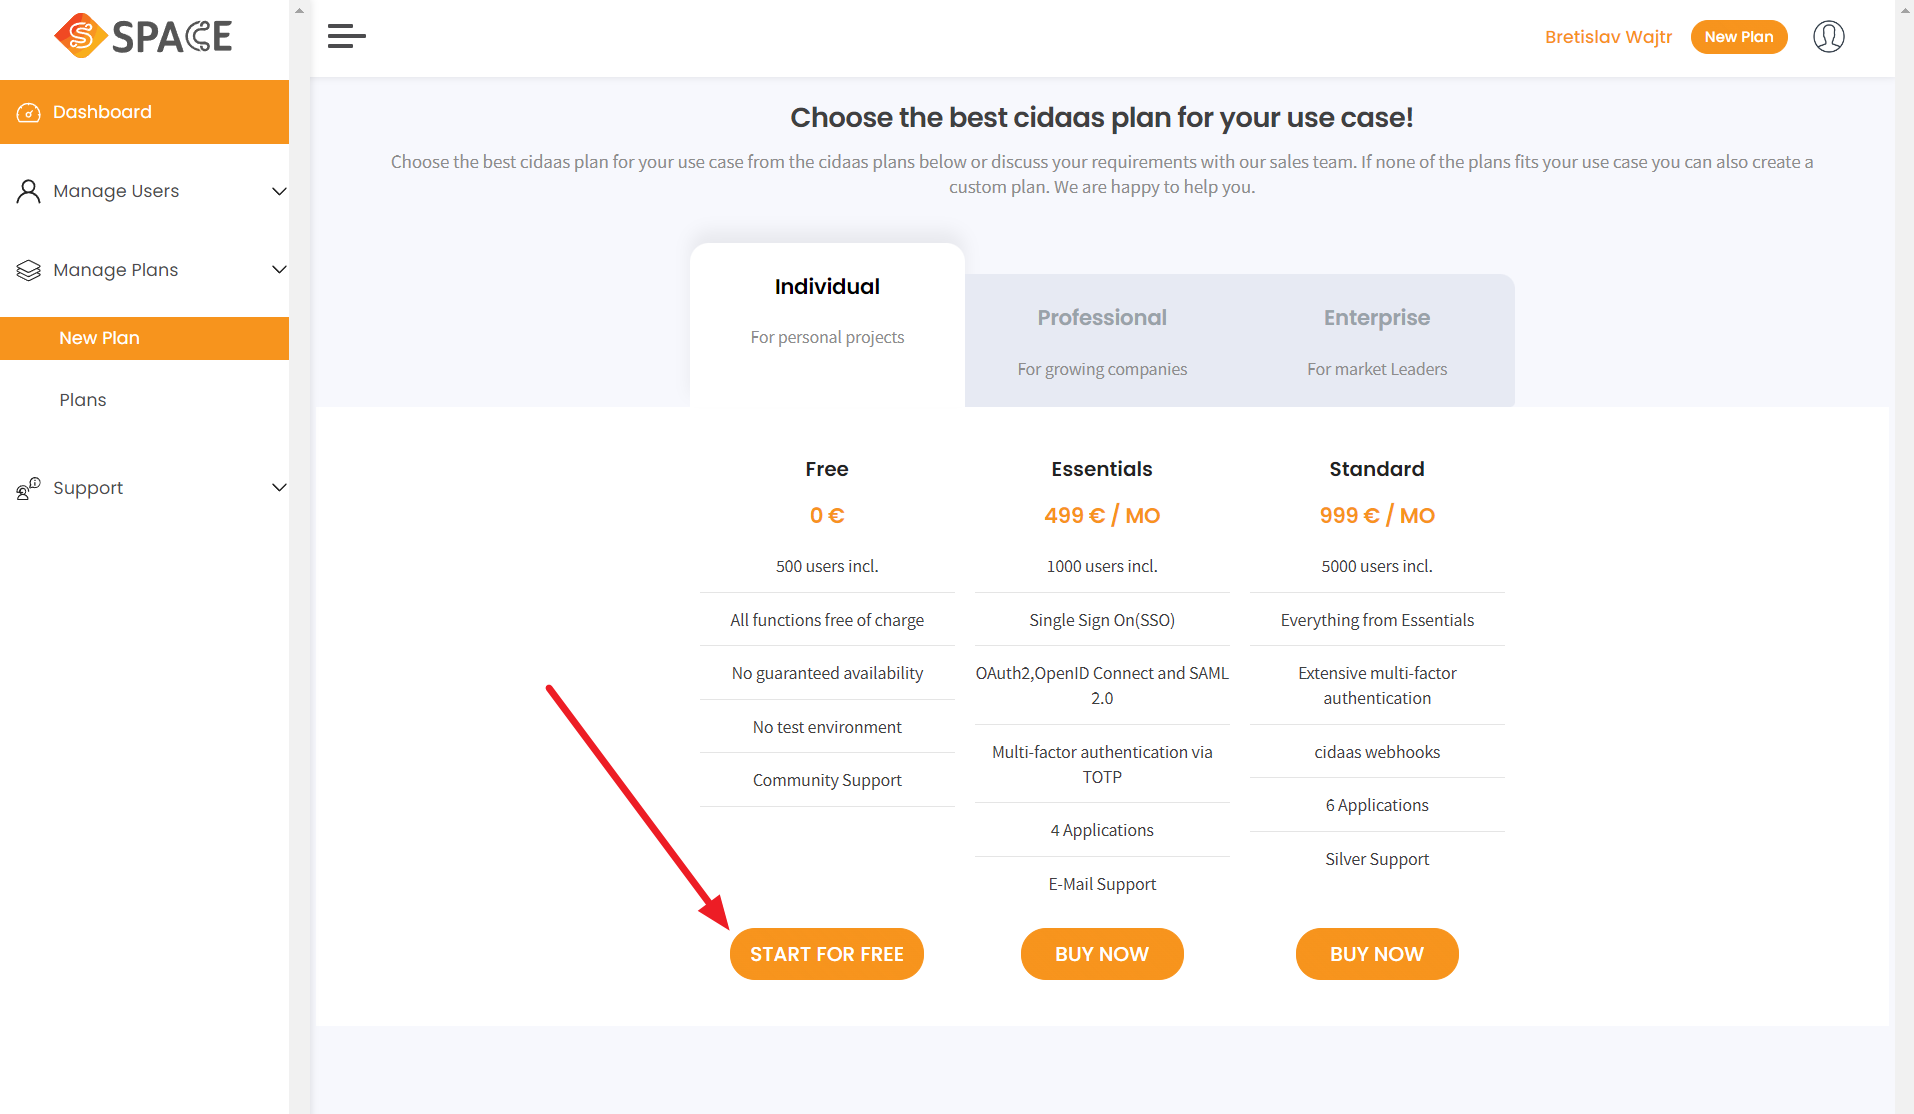 SPACE
Bretislav Wajtr
New Plan
Dashboard
Manage Users
Manage Plans
New Plan
Plans
Support
Choose the best cidaas plan for your use case!
Choose the best cidaas plan for your use case from the cidaas plans below or discuss your requirements with our sales team. If none of the plans fits your use case you can also create a
custom plan. We are happy to help you.
Individual
For personal projects
Professional
For growing companies
Enterprise
For market Leaders
Free
0 €
500 users incl.
All functions free of charge
No guaranteed availability
No test environment
Community Support
START FOR FREE
Essentials
499 € / MO
1000 users incl.
Single Sign On(SSO)
OAuth2,OpenID Connect and SAML
2.0
Multi-factor authentication via
TOTP
4 Applications
E-Mail Support
BUY NOW
Standard
999 € / MO
5000 users incl.
Everything from Essentials
Extensive multi-factor
authentication
cidaas webhooks
6 Applications
Silver Support
BUY NOW